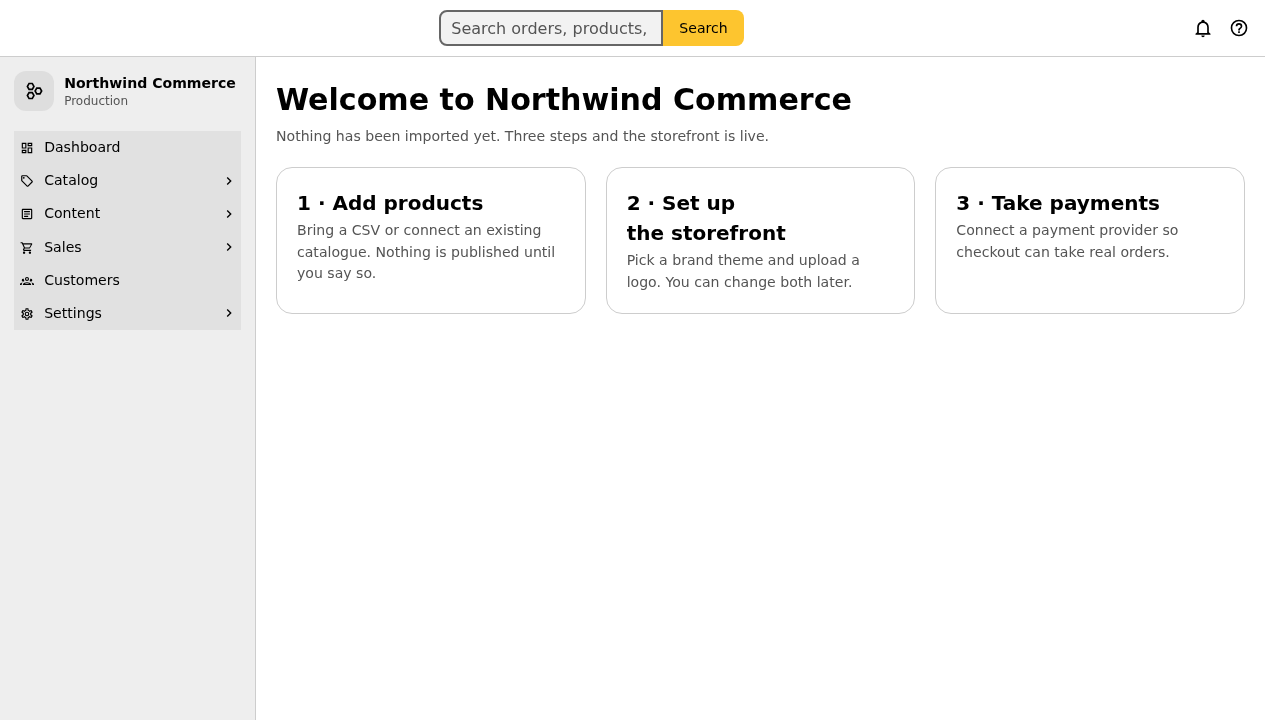 Search orders, products,
Search
Northwind Commerce
Production
Dashboard
Catalog
Content
Sales
Customers
Settings
Welcome to Northwind Commerce
Nothing has been imported yet. Three steps and the storefront is live.
1 · Add products
Bring a CSV or connect an existing
catalogue. Nothing is published until
you say so.
2 · Set up
the storefront
Pick a brand theme and upload a
logo. You can change both later.
3 · Take payments
Connect a payment provider so
checkout can take real orders.